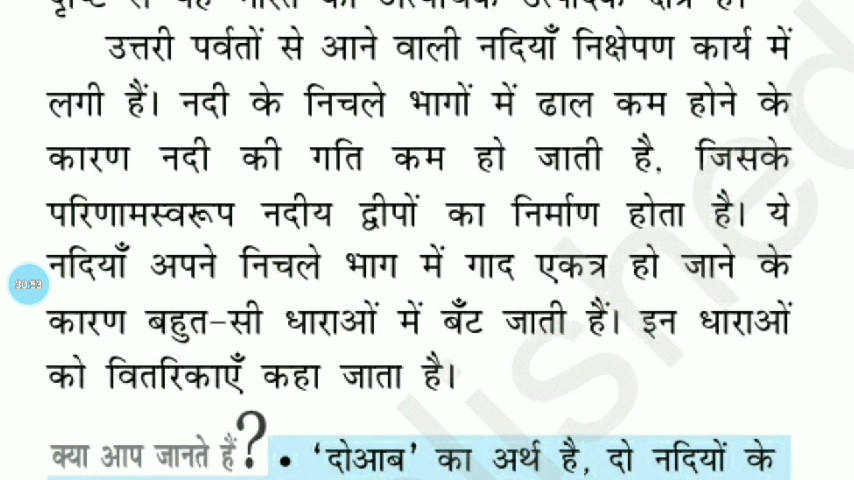 उत्तरी पर्वतों से आने वाली नदियाँ निक्षेपण कार्य में
लगी हैं। नदी के निचले भागों में ढाल कम होने के
कारण नदी की गति कम हो जाती है, जिसके
परिणामस्वरूप नदीय द्वीपों का निर्माण होता है। ये
नदियाँ अपने निचले भाग में गाद एकत्र हो जाने के
कारण बहुत-सी धाराओं में बँट जाती हैं। इन धाराओं
को वितरिकाएँ कहा जाता है।
क्या आप जानते हैं? • ‘दोआब’ का अर्थ है, दो नदियों के